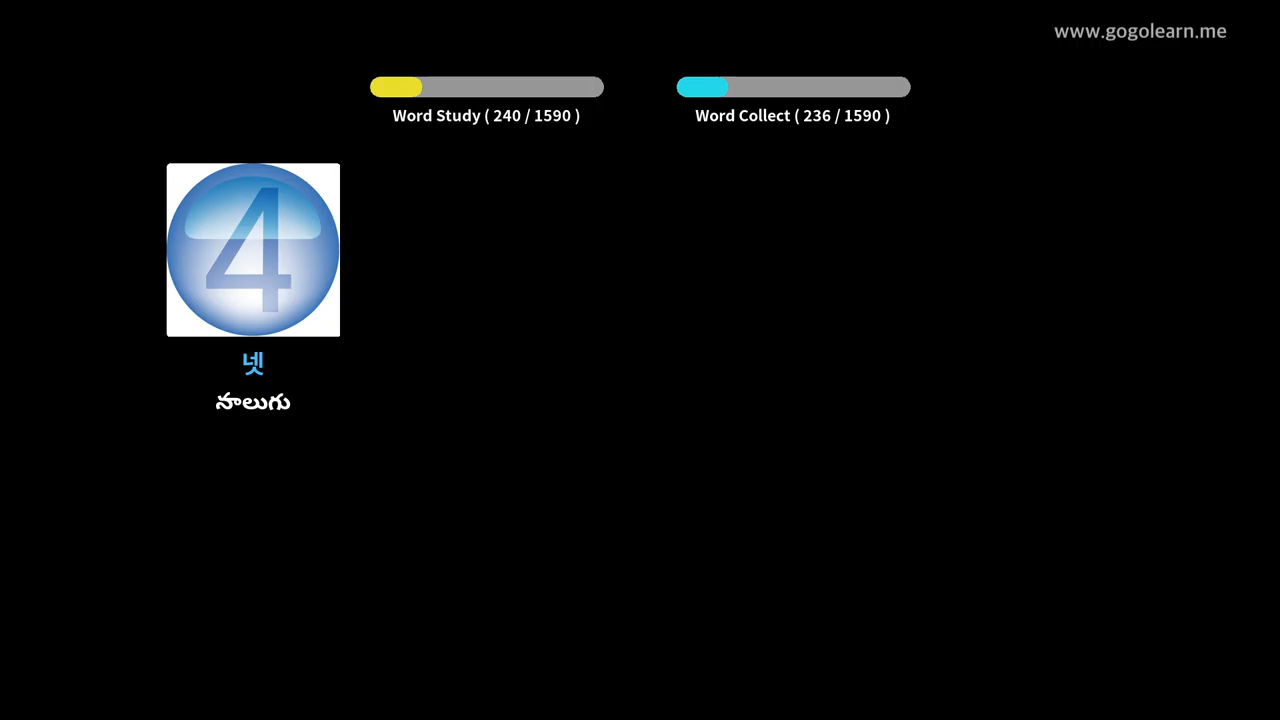 www.gogolearn.me
Word Study ( 240 / 1590 )
Word Collect ( 236 / 1590 )
4
넷
నాలుగు